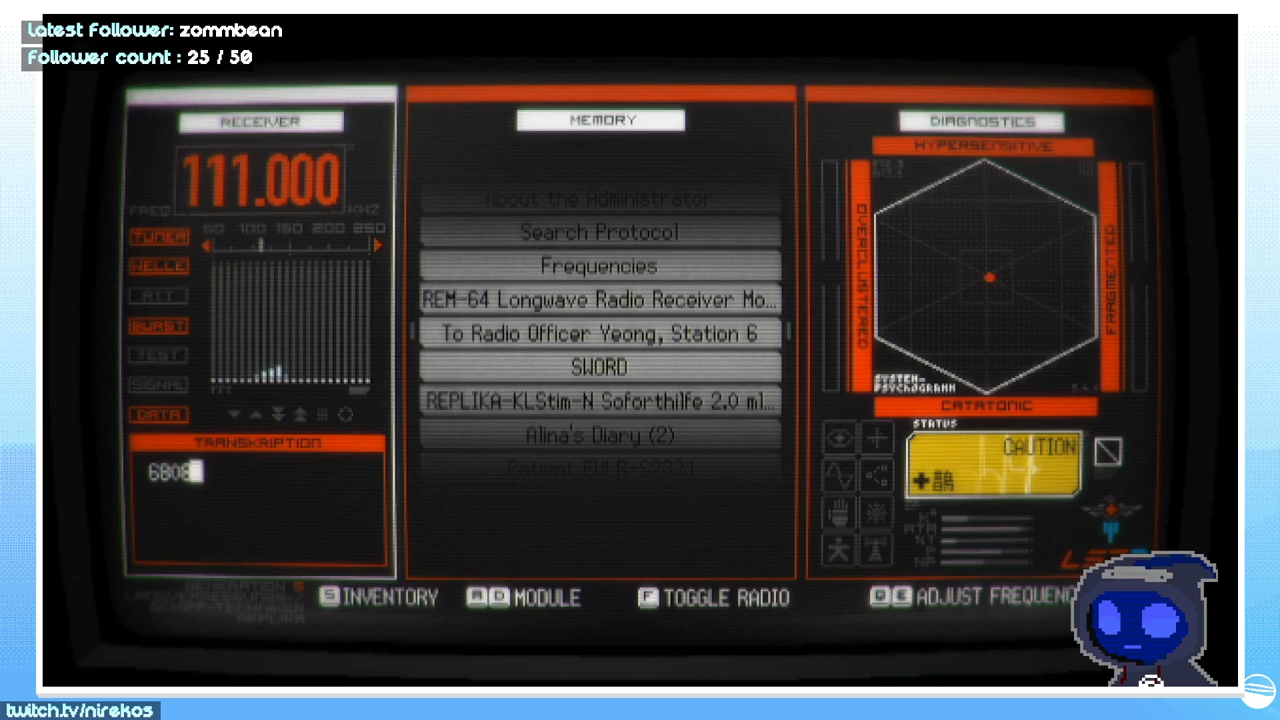 Latest Follower: zommbean
Follower count : 25 / 50
RECEIVER
111.000
FREQ
KHZ
50 100 150 200 250
TUNER
WELLE
ATT
BURST
TEST
SIGNAL
DATA
TRANSKRIPTION
6808
MEMORY
About the Administrator
Search Protocol
Frequencies
REM-64 Longwave Radio Receiver Mo...
To Radio Officer Yeong, Station 6
SWORD
REPLIKA-KLStim-N Soforthilfe 2.0 ml...
Alina's Diary (2)
DIAGNOSTICS
HYPERSENSITIVE
OVERCLUSTERED
FRAGMENTED
SYSTEM-
PSYCHOGRAMM
CATATONIC
STATUS
CAUTION
S INVENTORY
A D MODULE
F TOGGLE RADIO
ADJUST FREQUENC
twitch.tv/nirekos